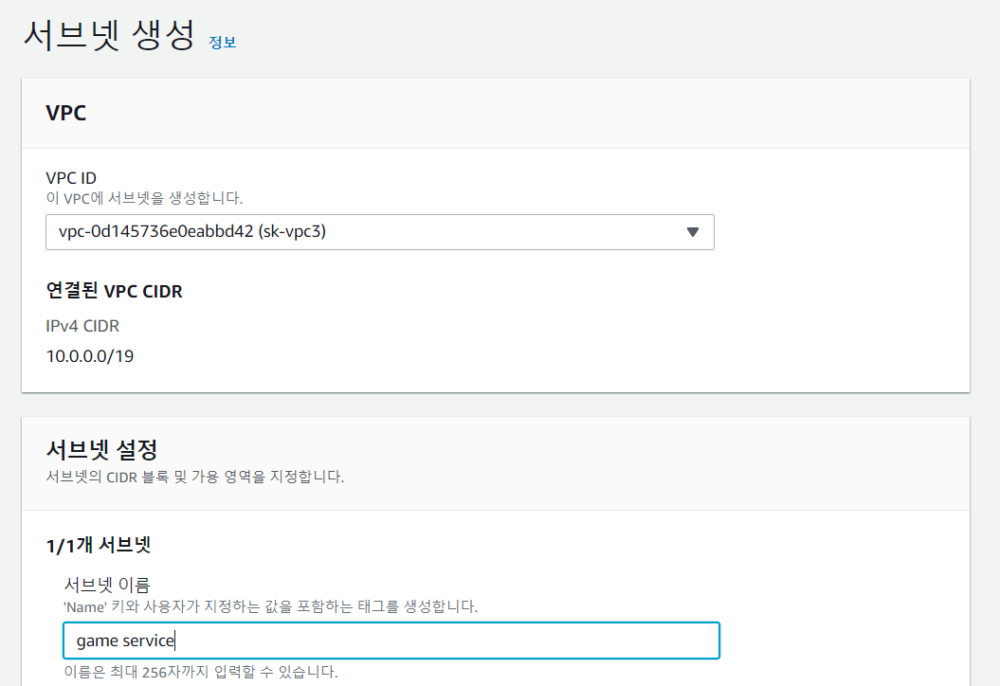 서브넷 생성 정보
VPC
VPC ID
이 VPC에 서브넷을 생성합니다.
vpc-0d145736e0eabbd42 (sk-vpc3)
연결된 VPC CIDR
IPv4 CIDR
10.0.0.0/19
서브넷 설정
서브넷의 CIDR 블록 및 가용 영역을 지정합니다.
1/1개 서브넷
서브넷 이름
'Name' 키와 사용자가 지정하는 값을 포함하는 태그를 생성합니다.
game service
이름은 최대 256자까지 입력할 수 있습니다.